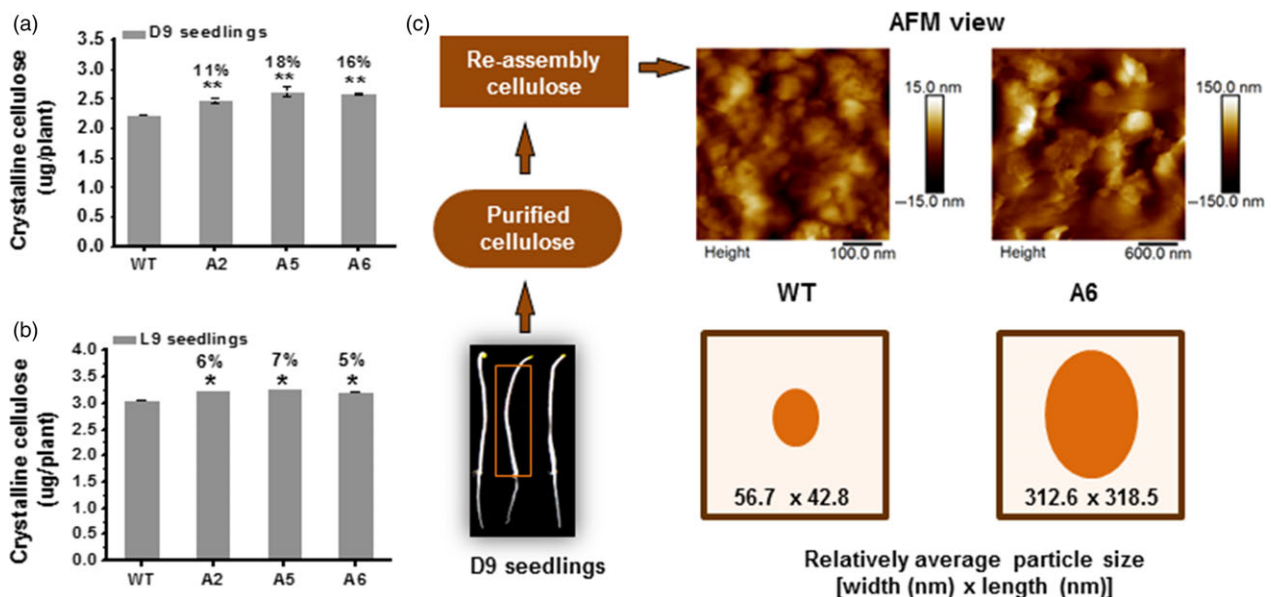 (a)
D9 seedlings
Crystalline cellulose
(ug/plant)
3.5
3.0
2.5
2.0
1.5
1.0
0.5
0.0
11%
**
18%
**
16%
**
WT A2 A5 A6
(b)
L9 seedlings
Crystalline cellulose
(ug/plant)
4.0
3.5
3.0
2.5
2.0
1.5
1.0
0.5
0.0
6%
*
7%
*
5%
*
WT A2 A5 A6
(c)
Re-assembly
cellulose
Purified
cellulose
D9 seedlings
AFM view
15.0 nm
−15.0 nm
Height
100.0 nm
150.0 nm
−150.0 nm
Height
600.0 nm
WT
A6
56.7 x 42.8
312.6 x 318.5
Relatively average particle size
[width (nm) x length (nm)]